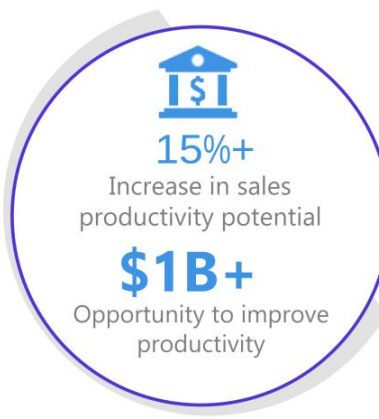 $
15%+
Increase in sales
productivity potential
$1B+
Opportunity to improve
productivity